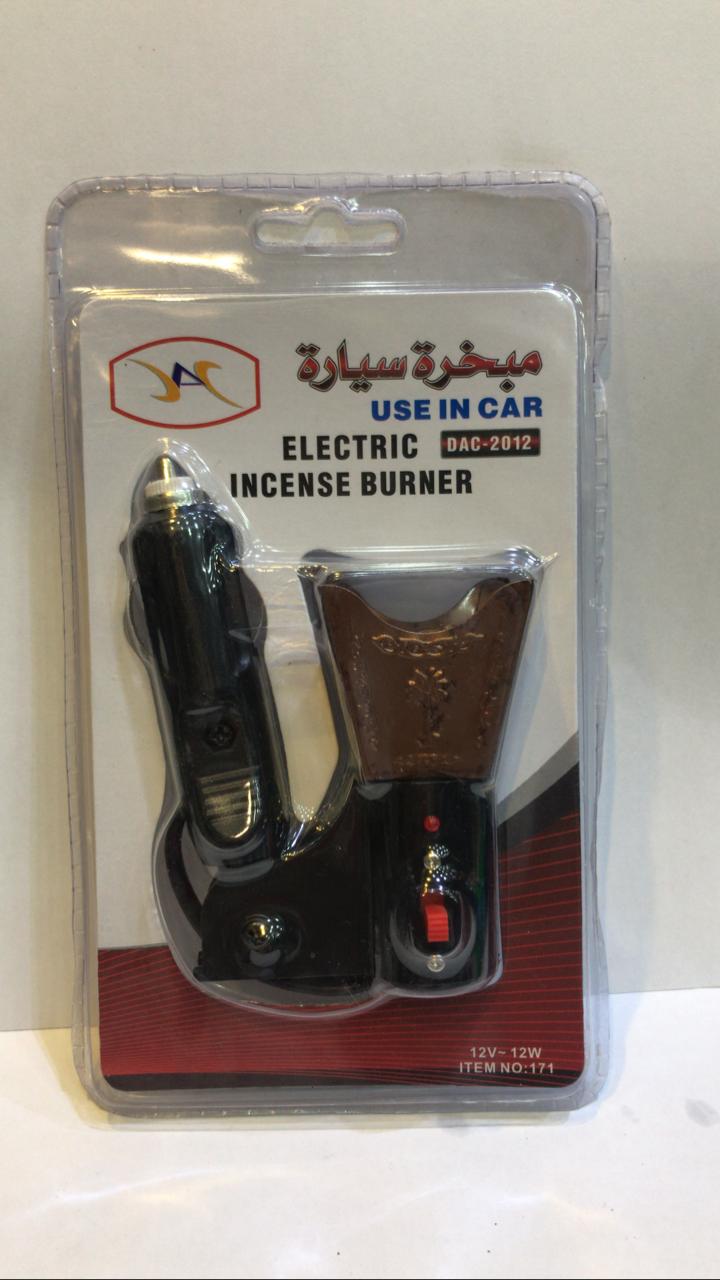 مبخرة سيارة
USE IN CAR
ELECTRIC DAC-2012
INCENSE BURNER
12V~ 12W
ITEM NO:171